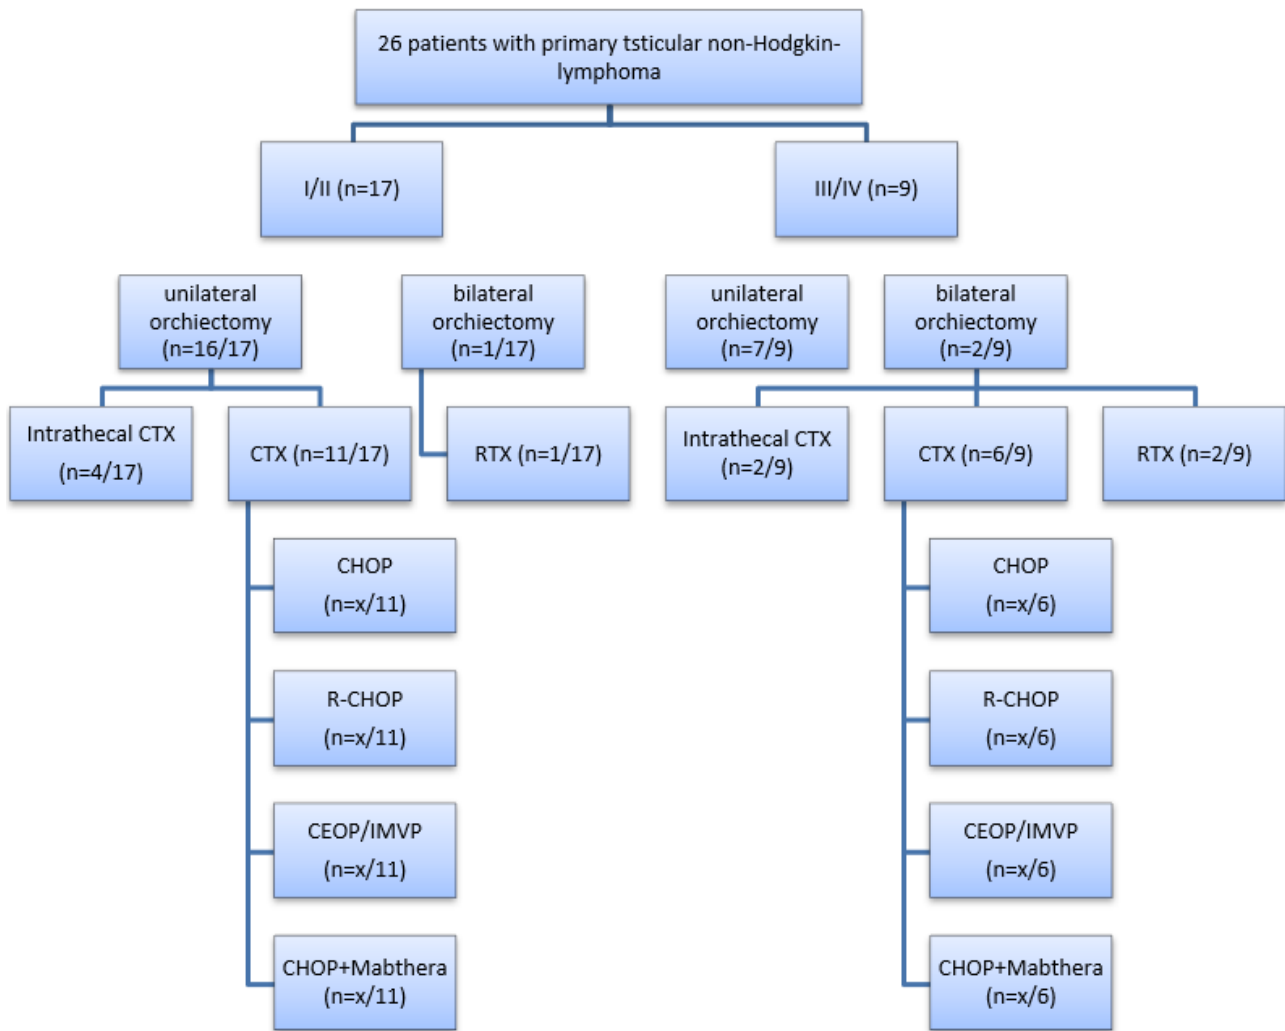 26 patients with primary tsticular non-Hodgkin-
lymphoma
I/II (n=17)
III/IV (n=9)
unilateral
orchiectomy
(n=16/17)
bilateral
orchiectomy
(n=1/17)
unilateral
orchiectomy
(n=7/9)
bilateral
orchiectomy
(n=2/9)
Intrathecal CTX
(n=4/17)
CTX (n=11/17)
RTX (n=1/17)
Intrathecal CTX
(n=2/9)
CTX (n=6/9)
RTX (n=2/9)
CHOP
(n=x/11)
CHOP
(n=x/6)
R-CHOP
(n=x/11)
R-CHOP
(n=x/6)
CEOP/IMVP
(n=x/11)
CEOP/IMVP
(n=x/6)
CHOP+Mabthera
(n=x/11)
CHOP+Mabthera
(n=x/6)